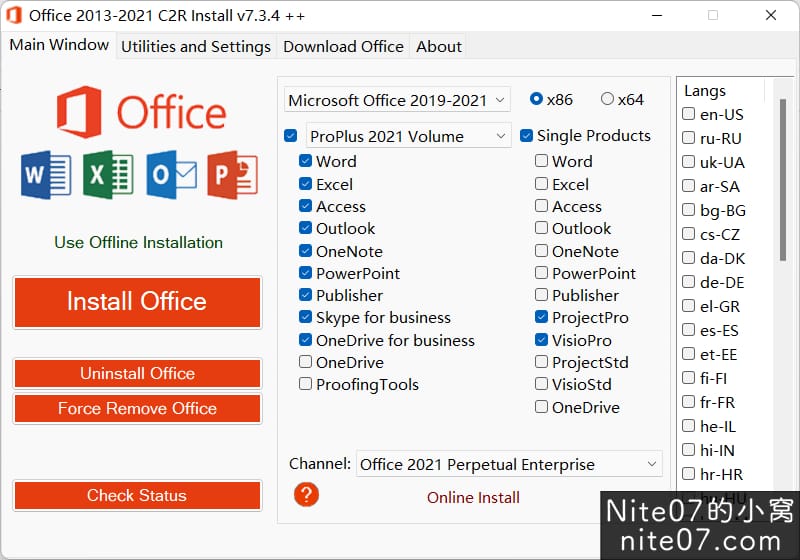 Office 2013-2021 C2R Install v7.3.4 ++
Main Window
Utilities and Settings
Download Office
About
Office
W
X
O
P
Use Offline Installation
Install Office
Uninstall Office
Force Remove Office
Check Status
Microsoft Office 2019-2021
x86
x64
ProPlus 2021 Volume
Word
Excel
Access
Outlook
OneNote
PowerPoint
Publisher
Skype for business
OneDrive for business
OneDrive
ProofingTools
Single Products
Word
Excel
Access
Outlook
OneNote
PowerPoint
Publisher
ProjectPro
VisioPro
ProjectStd
VisioStd
OneDrive
Channel:
Office 2021 Perpetual Enterprise
?
Online Install
Langs
en-US
ru-RU
uk-UA
ar-SA
bg-BG
cs-CZ
da-DK
de-DE
el-GR
es-ES
et-EE
fi-FI
fr-FR
he-IL
hi-IN
hr-HR
hu-HU
Nite07的小窝
nite07.com